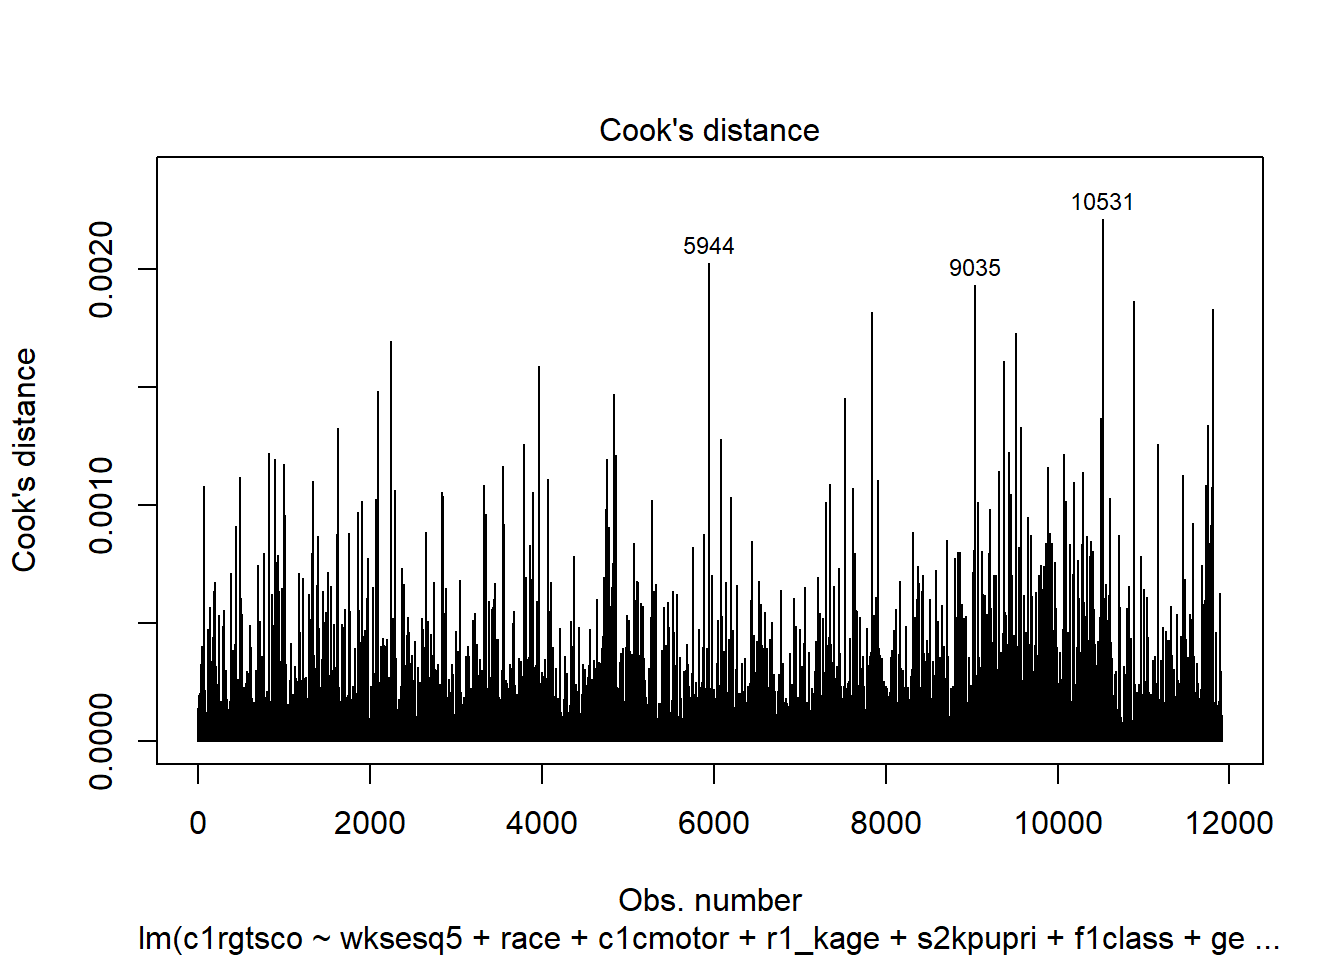 Cook's distance
10531
5944
9035
Cook's distance
0.0020
0.0010
0.0000
0 2000 4000 6000 8000 10000 12000
Obs. number
lm(c1rgtsco ~ wksesq5 + race + c1cmotor + r1_kage + s2kpupri + f1class + ge ...